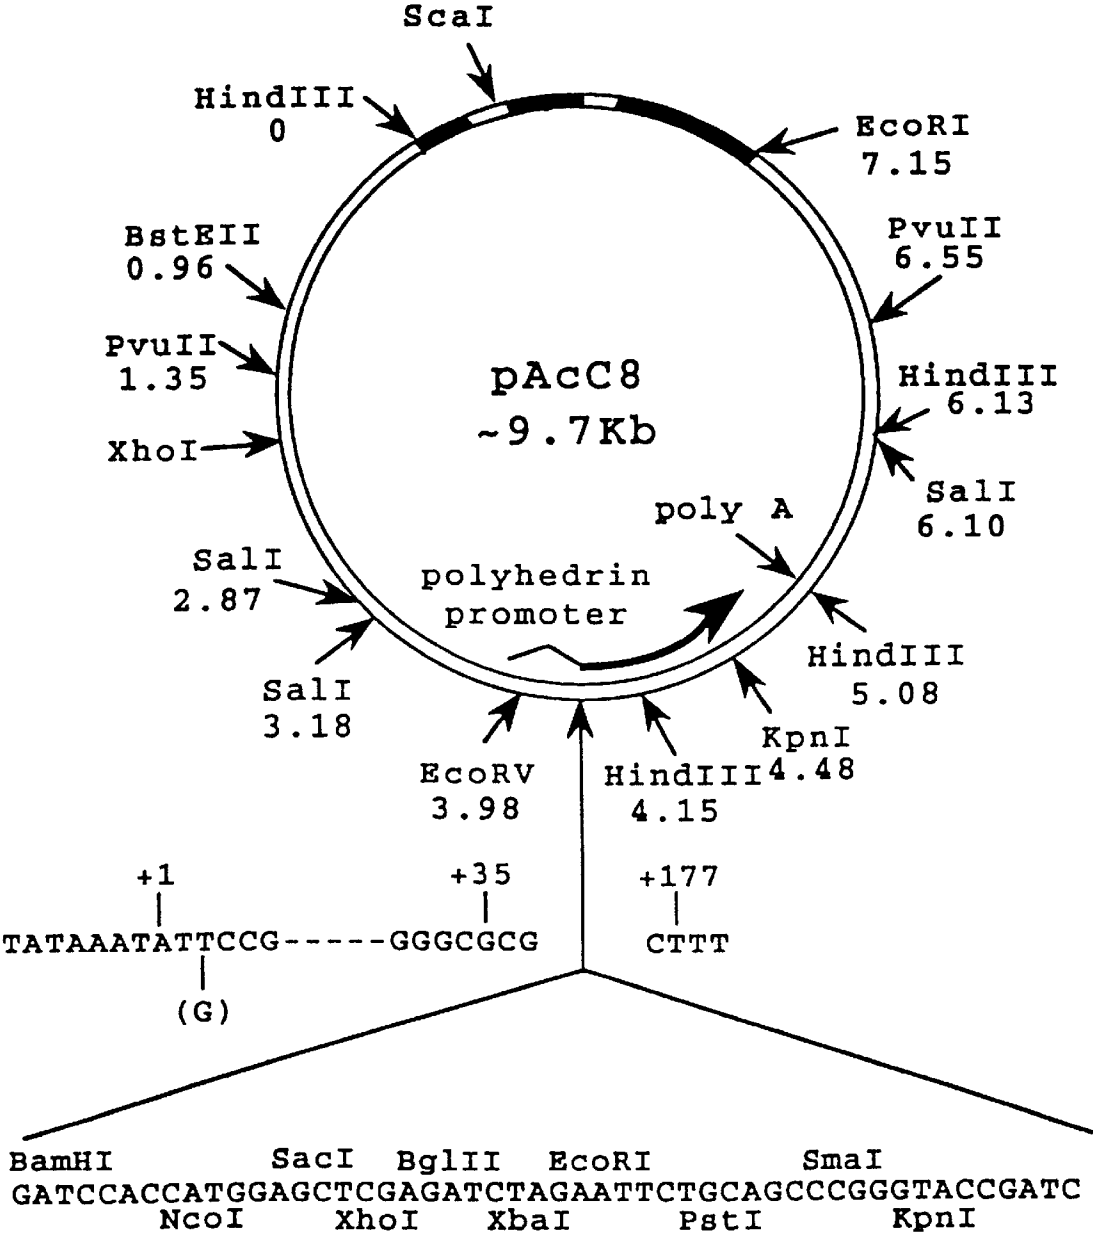 ScaI
HindIII
0
EcoRI
7.15
BstEII
0.96
PvuII
6.55
PvuII
1.35
pAcC8
~9.7Kb
HindIII
6.13
XhoI
SalI
6.10
poly A
SalI
2.87
polyhedrin
promoter
HindIII
5.08
SalI
3.18
KpnI
4.48
EcoRV
3.98
HindIII
4.15
+1
+35
+177
TATAAATATTCCG-----GGGCGCG
CTTT
(G)
BamHI SacI BglII EcoRI SmaI
GATCCACCATGGAGCTCGAGATCTAGAATTCTGCAGCCCGGGTACCGATC
NcoI XhoI XbaI PstI KpnI